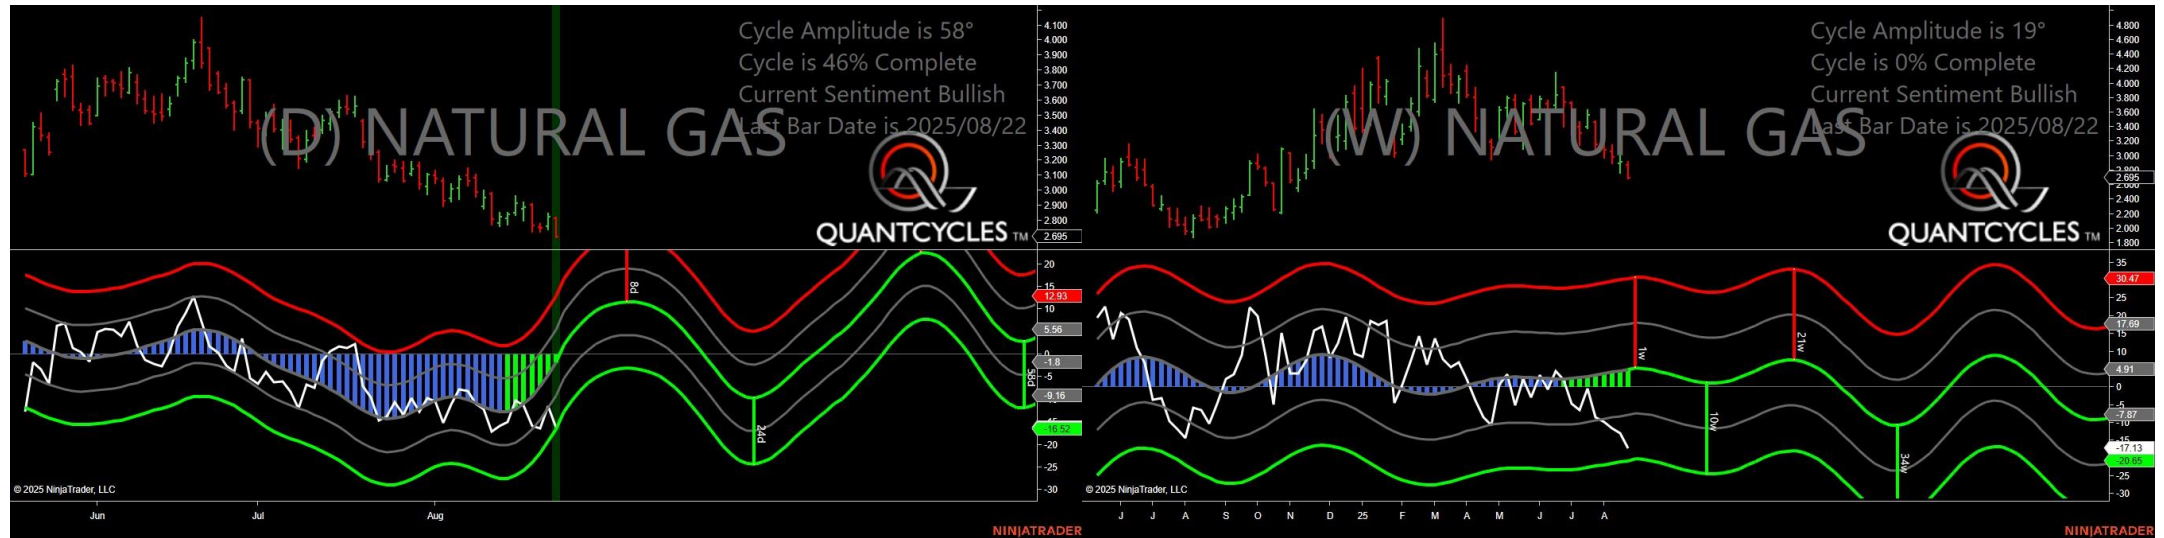 Cycle Amplitude is 58°
Cycle is 46% Complete
Current Sentiment Bullish
Last Bar Date is 2025/08/22
(D) NATURAL GAS
QUANTCYCLES TM
4.100
4.000
3.900
3.800
3.700
3.600
3.500
3.400
3.300
3.200
3.100
3.000
2.900
2.800
2.695
20
15
12.93
10
5.56
0
-1.8
-5
-9.16
-16.52
-20
-25
-30
8d
24d
58d
© 2025 NinjaTrader, LLC
Jun Jul Aug
NINJATRADER
Cycle Amplitude is 19°
Cycle is 0% Complete
Current Sentiment Bullish
Last Bar Date is 2025/08/22
(W) NATURAL GAS
QUANTCYCLES TM
4.800
4.600
4.400
4.200
4.000
3.800
3.600
3.400
3.200
3.000
2.800
2.695
2.600
2.400
2.200
2.000
1.800
35
30.47
25
20
17.69
15
10
4.91
0
-5
-7.87
-10
-15
-17.13
-20.65
-25
-30
1w
21w
10w
34w
© 2025 NinjaTrader, LLC
J J A S O N D 25 F M A M J J A
NINJATRADER